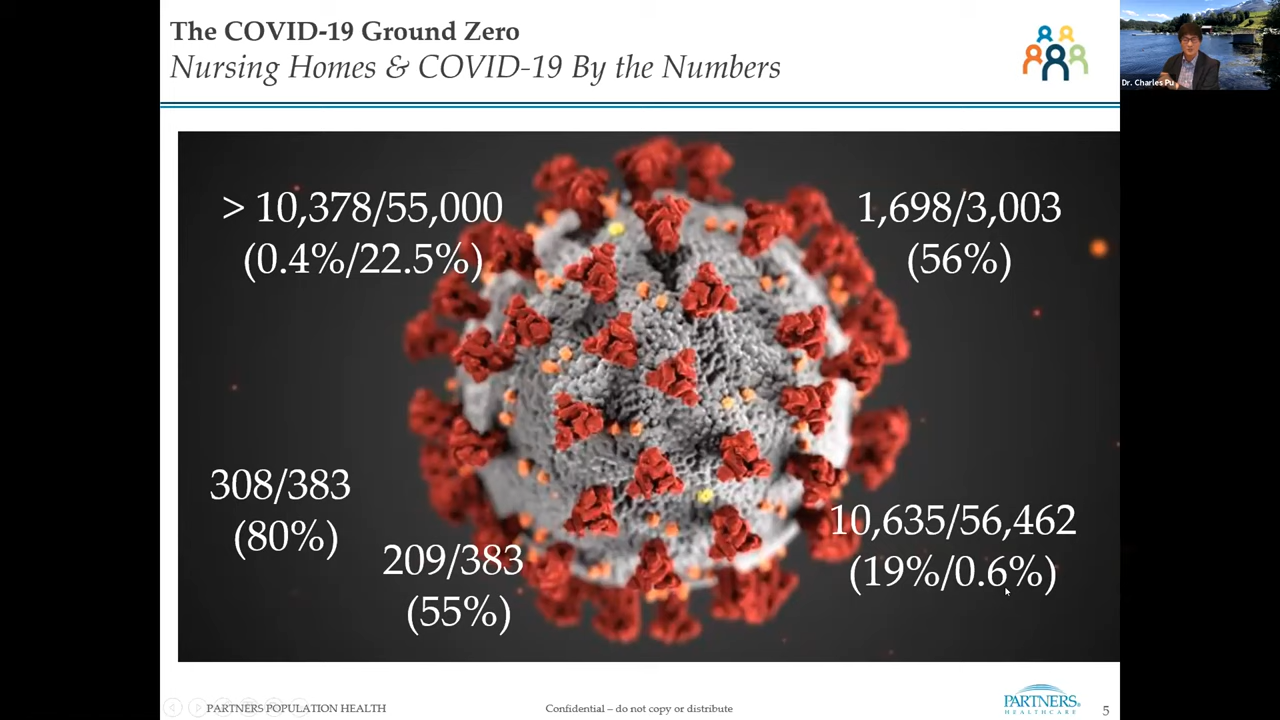 The COVID-19 Ground Zero
Nursing Homes & COVID-19 By the Numbers
Dr. Charles Pu
> 10,378/55,000
(0.4%/22.5%)
1,698/3,003
(56%)
308/383
(80%)
209/383
(55%)
10,635/56,462
(19%/0.6%)
PARTNERS POPULATION HEALTH
Confidential – do not copy or distribute
PARTNERS.
HEALTHCARE
5